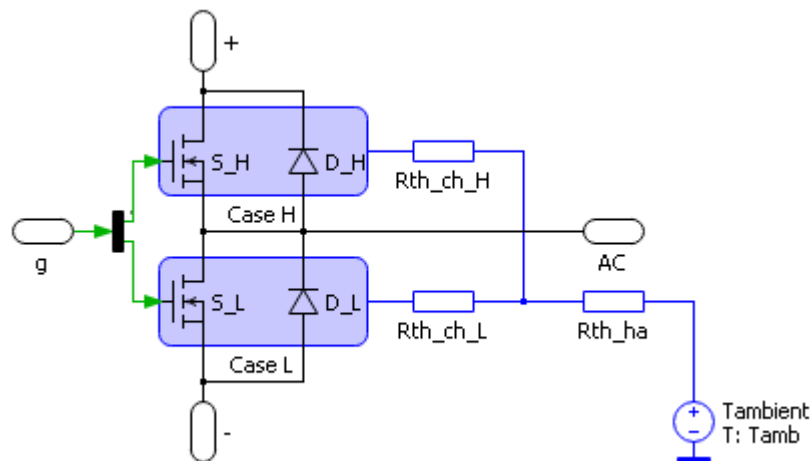 +
S_H
D_H
Rth_ch_H
Case H
g
AC
S_L
D_L
Rth_ch_L
Rth_ha
Case L
+
-
Tambient
T: Tamb
-